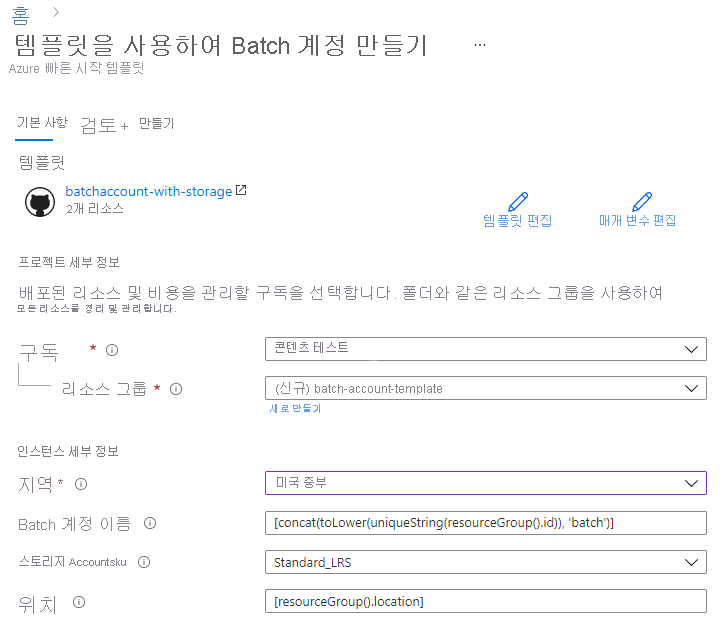 홈 >
템플릿을 사용하여 Batch 계정 만들기 ...
Azure 빠른 시작 템플릿
기본 사항 검토 + 만들기
템플릿
batchaccount-with-storage
2개 리소스
템플릿 편집 매개 변수 편집
프로젝트 세부 정보
배포된 리소스 및 비용을 관리할 구독을 선택합니다. 폴더와 같은 리소스 그룹을 사용하여
모든 리소스를 정리 및 관리합니다.
구독 * 콘텐츠 테스트
리소스 그룹 * (신규) batch-account-template
새로 만들기
인스턴스 세부 정보
지역 * 미국 중부
Batch 계정 이름 [concat(toLower(uniqueString(resourceGroup().id)), 'batch')]
스토리지 Accountsku Standard_LRS
위치 [resourceGroup().location]